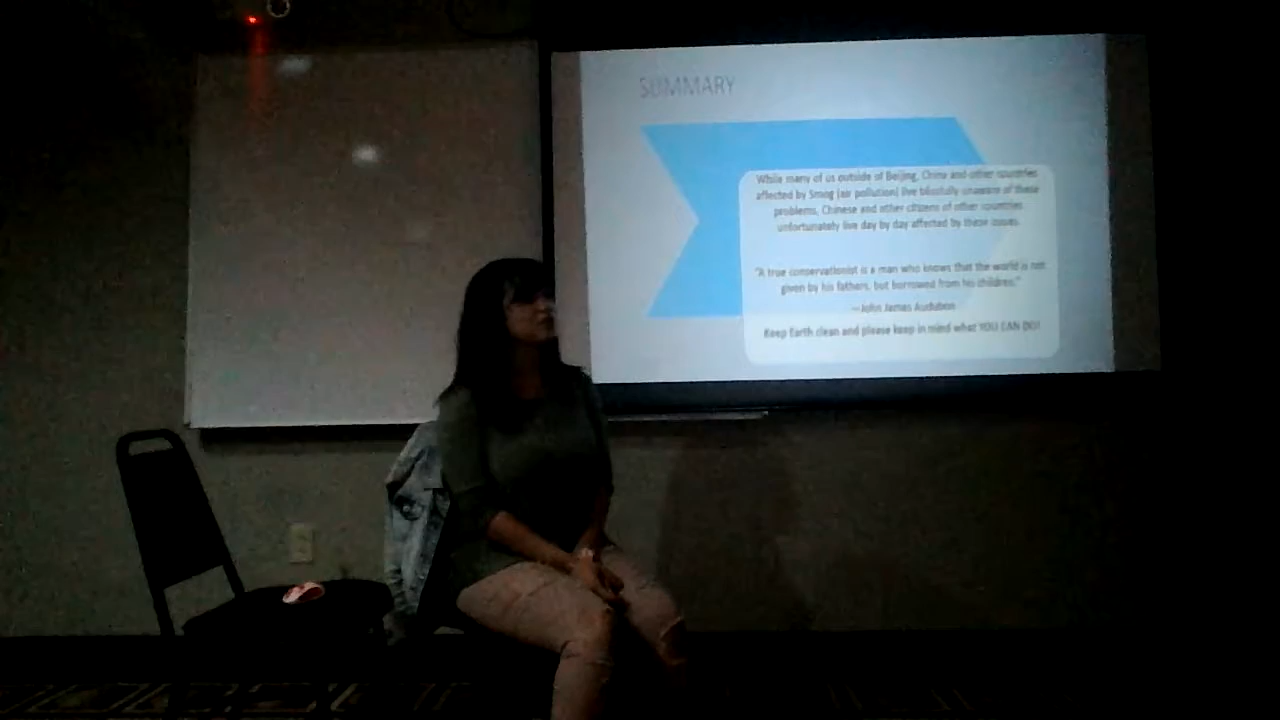 SUMMARY
While many of us outside of Beijing, China and other countries
affected by Smog (air pollution) live blissfully unaware of these
problems, Chinese and other citizens of other countries
unfortunately live day by day affected by these issues.
"A true conservationist is a man who knows that the world is not
given by his fathers, but borrowed from his children."
—John James Audubon
Keep Earth clean and please keep in mind what YOU CAN DO!